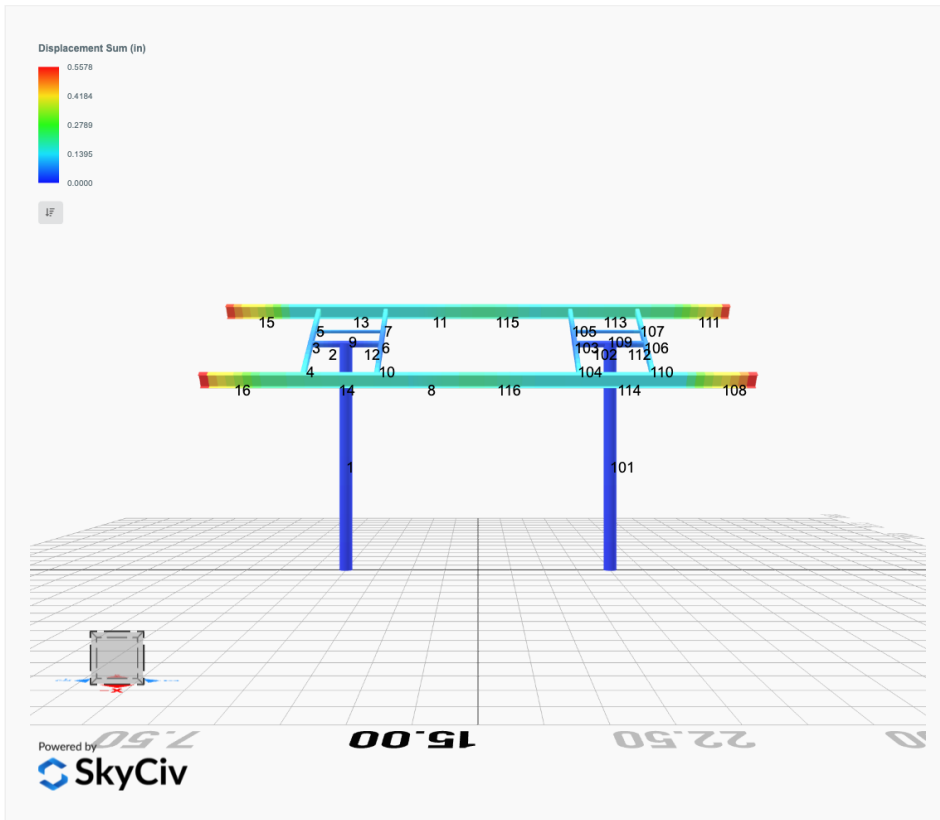 Displacement Sum (in)
0.5578
0.4184
0.2789
0.1395
0.0000
15 13 11 115 113 111
5 7 105 107
3 9 6 103 109 106
2 12 102 112
4 10 104 110
16 14 8 116 114 108
1 101
-X
7.50 15.00 22.50
Powered by
SkyCiv